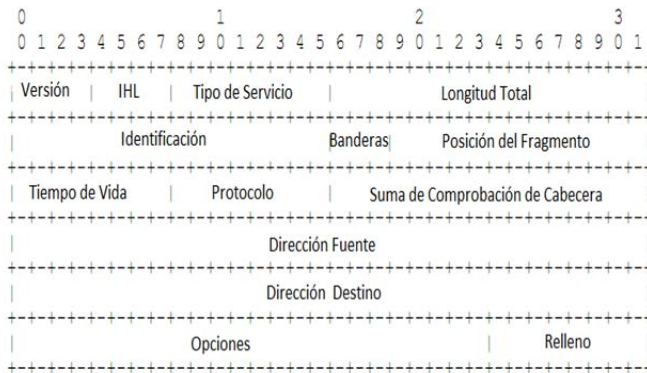 0 1 2 3
0 1 2 3 4 5 6 7 8 9 0 1 2 3 4 5 6 7 8 9 0 1 2 3 4 5 6 7 8 9 0 1
+-+-+-+-+-+-+-+-+-+-+-+-+-+-+-+-+-+-+-+-+-+-+-+-+-+-+-+-+-+-+-+-+
| Versión | IHL | Tipo de Servicio | Longitud Total |
+-+-+-+-+-+-+-+-+-+-+-+-+-+-+-+-+-+-+-+-+-+-+-+-+-+-+-+-+-+-+-+-+
| Identificación |Banderas| Posición del Fragmento |
+-+-+-+-+-+-+-+-+-+-+-+-+-+-+-+-+-+-+-+-+-+-+-+-+-+-+-+-+-+-+-+-+
| Tiempo de Vida | Protocolo | Suma de Comprobación de Cabecera |
+-+-+-+-+-+-+-+-+-+-+-+-+-+-+-+-+-+-+-+-+-+-+-+-+-+-+-+-+-+-+-+-+
| Dirección Fuente |
+-+-+-+-+-+-+-+-+-+-+-+-+-+-+-+-+-+-+-+-+-+-+-+-+-+-+-+-+-+-+-+-+
| Dirección Destino |
+-+-+-+-+-+-+-+-+-+-+-+-+-+-+-+-+-+-+-+-+-+-+-+-+-+-+-+-+-+-+-+-+
| Opciones | Relleno |
+-+-+-+-+-+-+-+-+-+-+-+-+-+-+-+-+-+-+-+-+-+-+-+-+-+-+-+-+-+-+-+-+